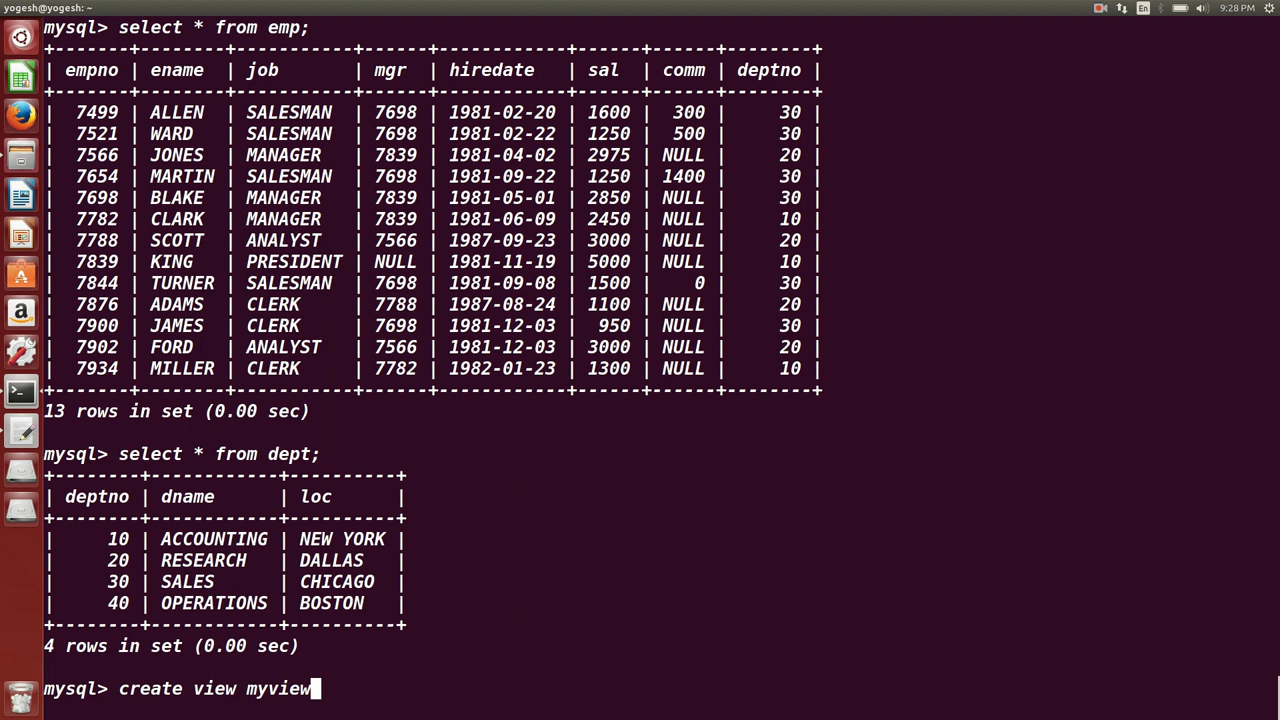 yogesh@yogesh: ~ En 9:28 PM
mysql> select * from emp;
+-------+--------+-----------+------+------------+------+------+--------+
| empno | ename  | job       | mgr  | hiredate   | sal  | comm | deptno |
+-------+--------+-----------+------+------------+------+------+--------+
|  7499 | ALLEN  | SALESMAN  | 7698 | 1981-02-20 | 1600 |  300 |     30 |
|  7521 | WARD   | SALESMAN  | 7698 | 1981-02-22 | 1250 |  500 |     30 |
|  7566 | JONES  | MANAGER   | 7839 | 1981-04-02 | 2975 | NULL |     20 |
|  7654 | MARTIN | SALESMAN  | 7698 | 1981-09-22 | 1250 | 1400 |     30 |
|  7698 | BLAKE  | MANAGER   | 7839 | 1981-05-01 | 2850 | NULL |     30 |
|  7782 | CLARK  | MANAGER   | 7839 | 1981-06-09 | 2450 | NULL |     10 |
|  7788 | SCOTT  | ANALYST   | 7566 | 1987-09-23 | 3000 | NULL |     20 |
|  7839 | KING   | PRESIDENT | NULL | 1981-11-19 | 5000 | NULL |     10 |
|  7844 | TURNER | SALESMAN  | 7698 | 1981-09-08 | 1500 |    0 |     30 |
|  7876 | ADAMS  | CLERK     | 7788 | 1987-08-24 | 1100 | NULL |     20 |
|  7900 | JAMES  | CLERK     | 7698 | 1981-12-03 |  950 | NULL |     30 |
|  7902 | FORD   | ANALYST   | 7566 | 1981-12-03 | 3000 | NULL |     20 |
|  7934 | MILLER | CLERK     | 7782 | 1982-01-23 | 1300 | NULL |     10 |
+-------+--------+-----------+------+------------+------+------+--------+
13 rows in set (0.00 sec)
mysql> select * from dept;
+--------+------------+----------+
| deptno | dname      | loc      |
+--------+------------+----------+
|     10 | ACCOUNTING | NEW YORK |
|     20 | RESEARCH   | DALLAS   |
|     30 | SALES      | CHICAGO  |
|     40 | OPERATIONS | BOSTON   |
+--------+------------+----------+
4 rows in set (0.00 sec)
mysql> create view myview